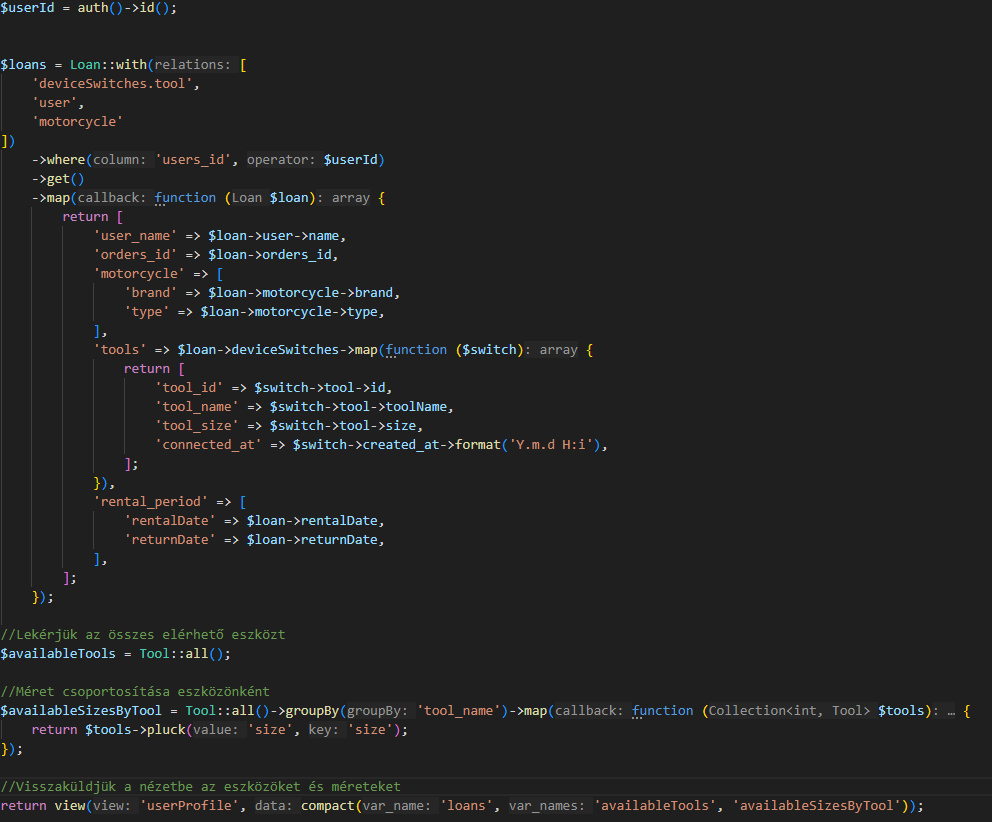 $userId = auth()->id();
$loans = Loan::with(relations: [
'deviceSwitches.tool',
'user',
'motorcycle'
])
->where(column: 'users_id', operator: $userId)
->get()
->map(callback: function (Loan $loan): array {
return [
'user_name' => $loan->user->name,
'orders_id' => $loan->orders_id,
'motorcycle' => [
'brand' => $loan->motorcycle->brand,
'type' => $loan->motorcycle->type,
],
'tools' => $loan->deviceSwitches->map(function ($switch): array {
return [
'tool_id' => $switch->tool->id,
'tool_name' => $switch->tool->toolName,
'tool_size' => $switch->tool->size,
'connected_at' => $switch->created_at->format('Y.m.d H:i'),
];
}),
'rental_period' => [
'rentalDate' => $loan->rentalDate,
'returnDate' => $loan->returnDate,
],
];
});
//Lekérjük az összes elérhető eszközt
$availableTools = Tool::all();
//Méret csoportosítása eszközönként
$availableSizesByTool = Tool::all()->groupBy(groupBy: 'tool_name')->map(callback: function (Collection<int, Tool> $tools): … {
return $tools->pluck(value: 'size', key: 'size');
});
//Visszaküldjük a nézetbe az eszközöket és méreteket
return view(view: 'userProfile', data: compact(var_name: 'loans', var_names: 'availableTools', 'availableSizesByTool'));